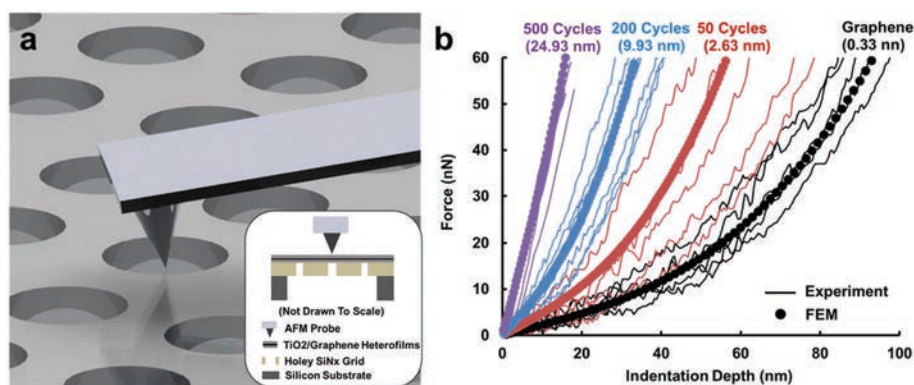 a
(Not Drawn To Scale)
AFM Probe
TiO2/Graphene Heterofilms
Holey SiNx Grid
Silicon Substrate
b
500 Cycles
(24.93 nm)
200 Cycles
(9.93 nm)
50 Cycles
(2.63 nm)
Graphene
(0.33 nm)
Force (nN)
60
50
40
30
20
10
0
0 20 40 60 80 100
Indentation Depth (nm)
Experiment
FEM